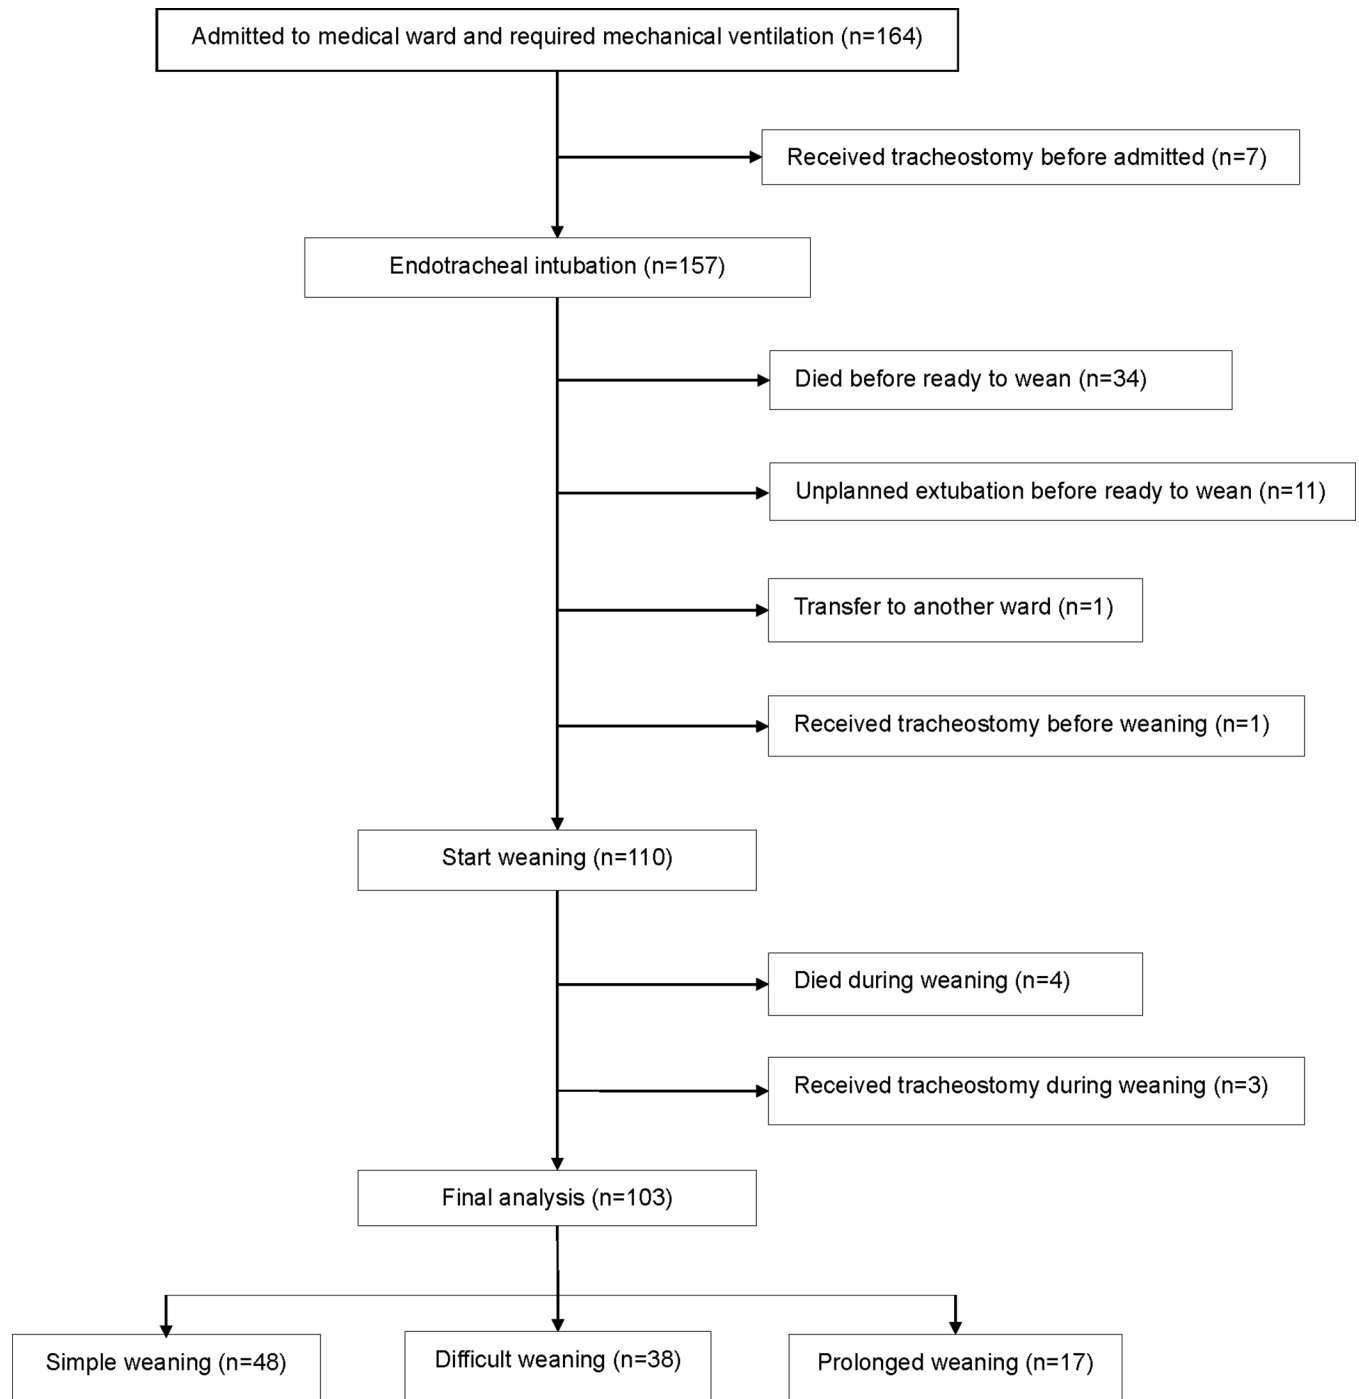 Admitted to medical ward and required mechanical ventilation (n=164)
Received tracheostomy before admitted (n=7)
Endotracheal intubation (n=157)
Died before ready to wean (n=34)
Unplanned extubation before ready to wean (n=11)
Transfer to another ward (n=1)
Received tracheostomy before weaning (n=1)
Start weaning (n=110)
Died during weaning (n=4)
Received tracheostomy during weaning (n=3)
Final analysis (n=103)
Simple weaning (n=48)
Difficult weaning (n=38)
Prolonged weaning (n=17)